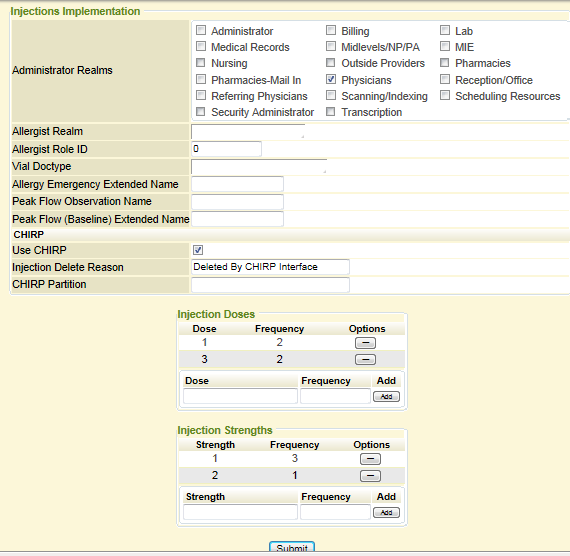 Injections Implementation
Administrator Realms
Administrator Billing Lab
Medical Records Midlevels/NP/PA MIE
Nursing Outside Providers Pharmacies
Pharmacies-Mail In Physicians Reception/Office
Referring Physicians Scanning/Indexing Scheduling Resources
Security Administrator Transcription
Allergist Realm
Allergist Role ID 0
Vial Doctype
Allergy Emergency Extended Name
Peak Flow Observation Name
Peak Flow (Baseline) Extended Name
CHIRP
Use CHIRP
Injection Delete Reason Deleted By CHIRP Interface
CHIRP Partition
Injection Doses
Dose Frequency Options
1 2
3 2
Dose Frequency Add
Add
Injection Strengths
Strength Frequency Options
1 3
2 1
Strength Frequency Add
Add
Submit